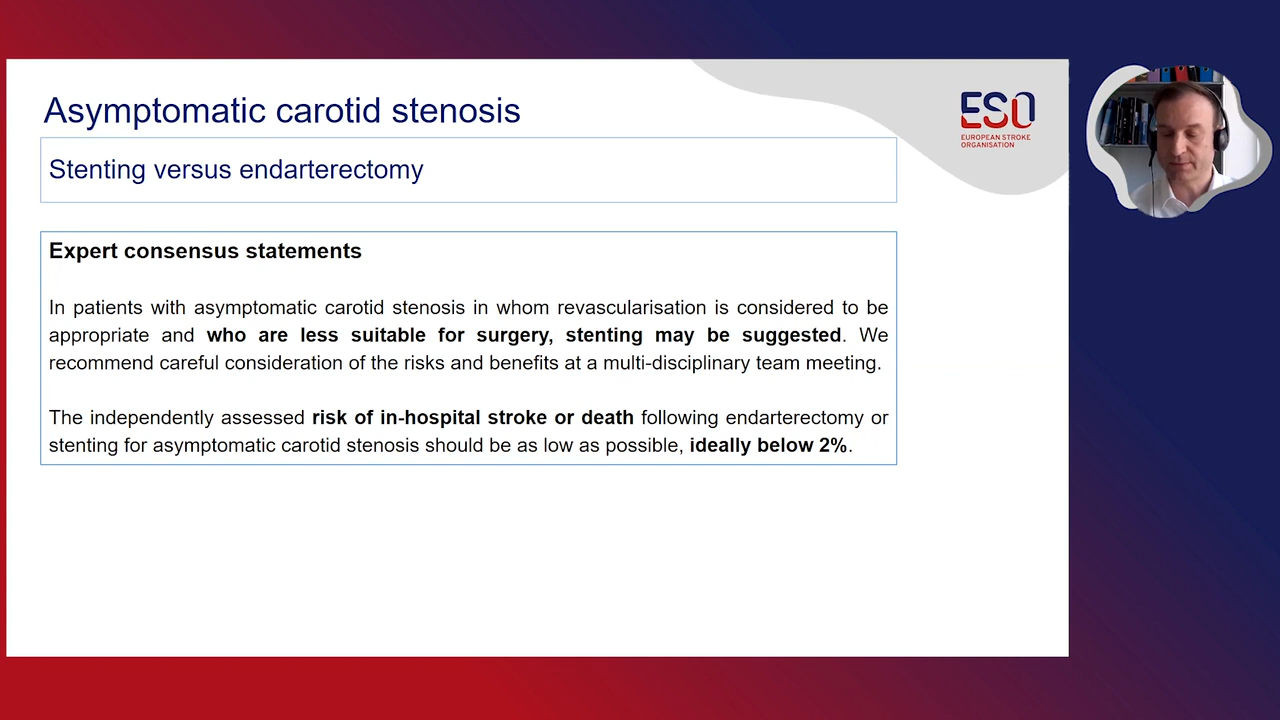 Asymptomatic carotid stenosis
ESO
EUROPEAN STROKE
ORGANISATION
Stenting versus endarterectomy
Expert consensus statements
In patients with asymptomatic carotid stenosis in whom revascularisation is considered to be
appropriate and who are less suitable for surgery, stenting may be suggested. We
recommend careful consideration of the risks and benefits at a multi-disciplinary team meeting.
The independently assessed risk of in-hospital stroke or death following endarterectomy or
stenting for asymptomatic carotid stenosis should be as low as possible, ideally below 2%.